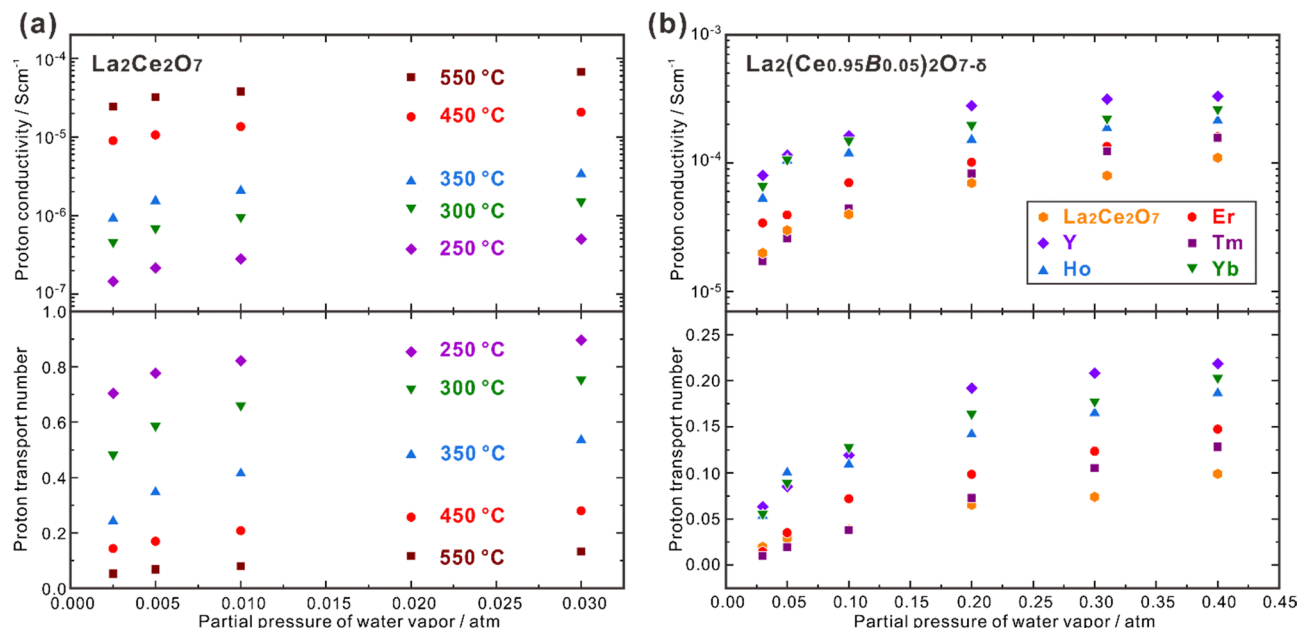 (a)
La2Ce2O7
Proton conductivity / Scm⁻¹
10⁻⁴
10⁻⁵
10⁻⁶
10⁻⁷
550 °C
450 °C
350 °C
300 °C
250 °C
Proton transport number
1.0
0.8
0.6
0.4
0.2
0.0
250 °C
300 °C
350 °C
450 °C
550 °C
0.000 0.005 0.010 0.015 0.020 0.025 0.030
Partial pressure of water vapor / atm
(b)
La2(Ce0.95B0.05)2O7-δ
Proton conductivity / Scm⁻¹
10⁻³
10⁻⁴
10⁻⁵
La2Ce2O7 Er
Y Tm
Ho Yb
Proton transport number
0.25
0.20
0.15
0.10
0.05
0.00
0.05 0.10 0.15 0.20 0.25 0.30 0.35 0.40 0.45
Partial pressure of water vapor / atm